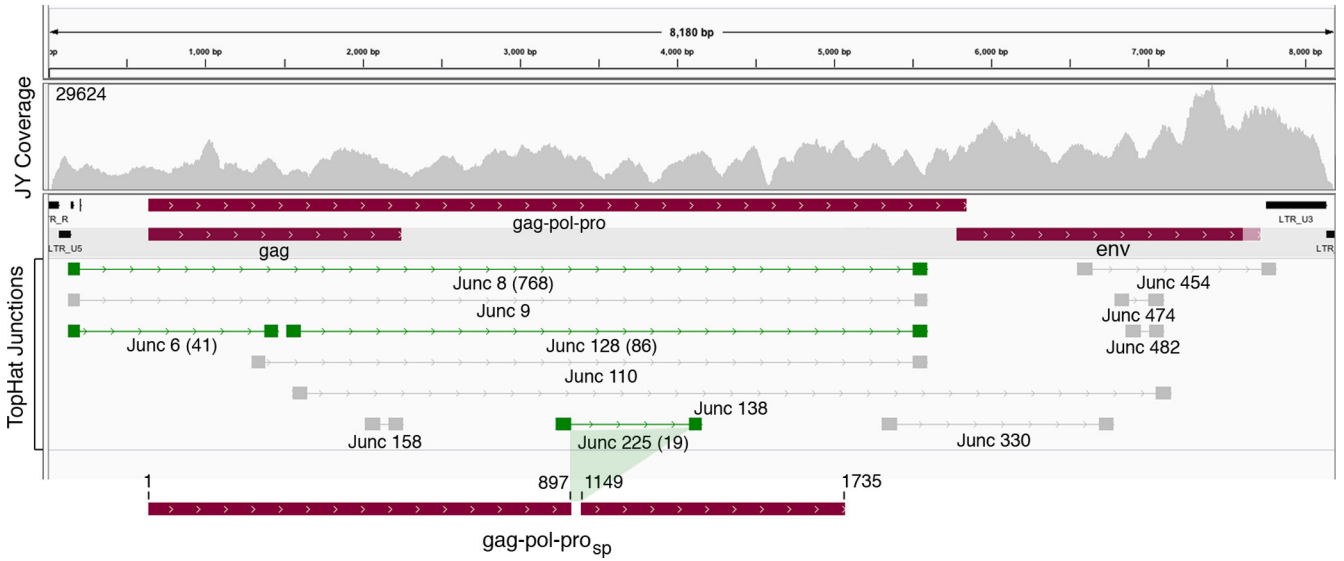 8,180 bp
bp 1,000 bp 2,000 bp 3,000 bp 4,000 bp 5,000 bp 6,000 bp 7,000 bp 8,000 bp
JY Coverage
29624
TR_R
gag-pol-pro
LTR_U3
LTR_U5
gag
env
LTR_
TopHat Junctions
Junc 8 (768)
Junc 454
Junc 9
Junc 474
Junc 6 (41)
Junc 128 (86)
Junc 482
Junc 110
Junc 138
Junc 158
Junc 225 (19)
Junc 330
1
897
1149
1735
gag-pol-prosp